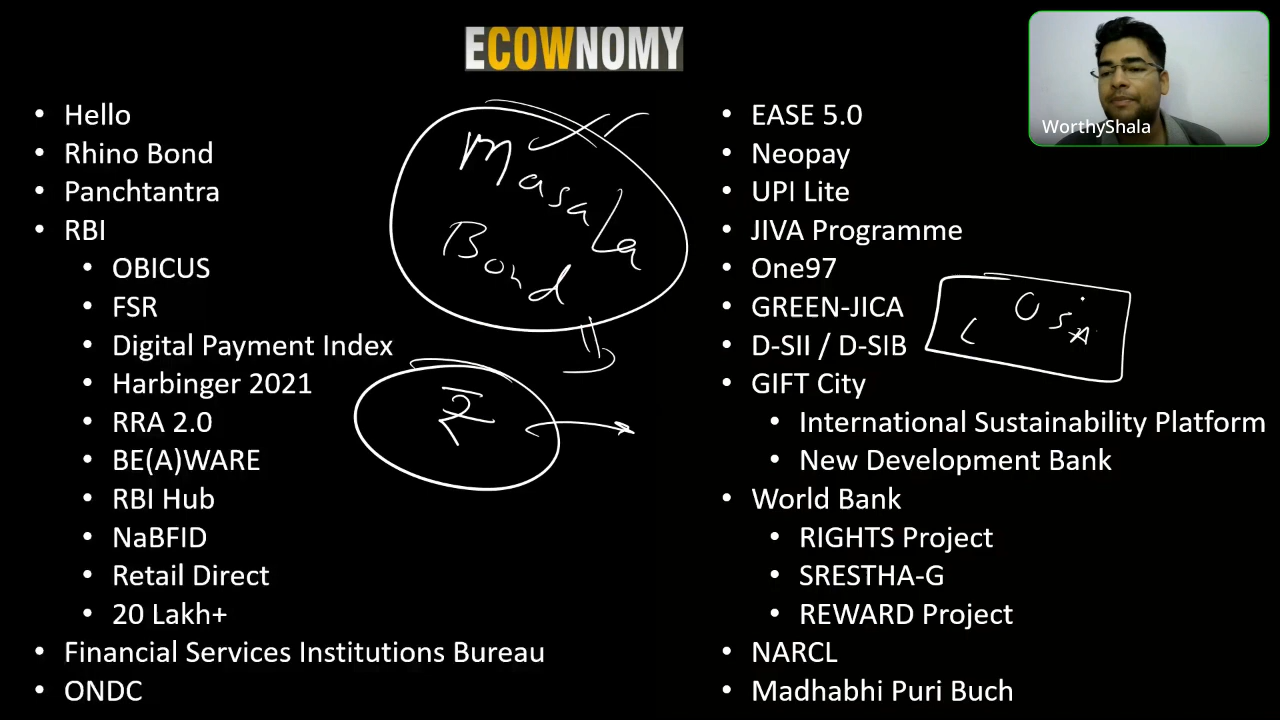 ECOWNOMY
WorthyShala
Hello
Rhino Bond
Panchtantra
RBI
OBICUS
FSR
Digital Payment Index
Harbinger 2021
RRA 2.0
BE(A)WARE
RBI Hub
NaBFID
Retail Direct
20 Lakh+
Financial Services Institutions Bureau
ONDC
Masala
Bond
₹
EASE 5.0
Neopay
UPI Lite
JIVA Programme
One97
GREEN-JICA
D-SII / D-SIB
GIFT City
International Sustainability Platform
New Development Bank
World Bank
RIGHTS Project
SRESTHA-G
REWARD Project
NARCL
Madhabhi Puri Buch